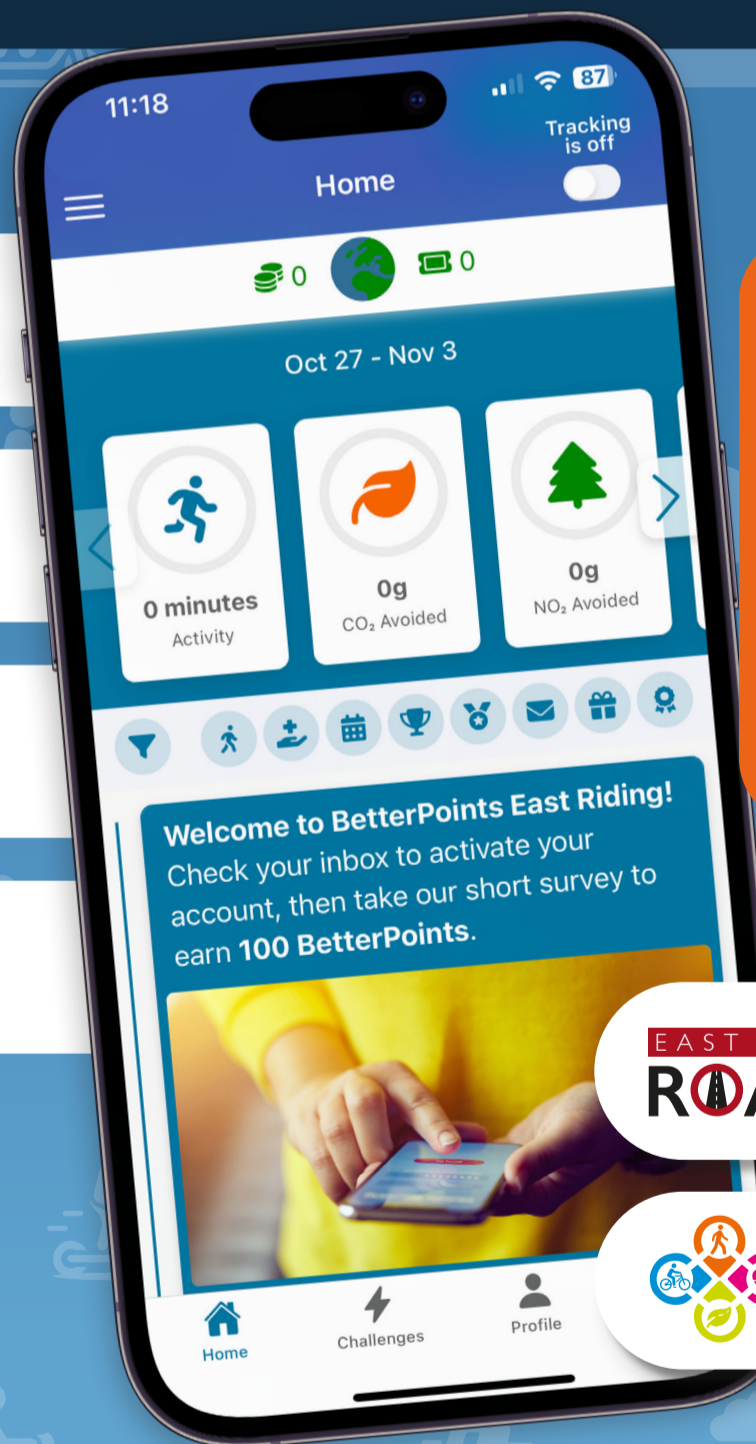 11:18
87
Tracking
is off
Home
0
0
Oct 27 - Nov 3
0 minutes
Activity
0g
CO₂ Avoided
0g
NO₂ Avoided
Welcome to BetterPoints East Riding!
Check your inbox to activate your
account, then take our short survey to
earn 100 BetterPoints.
EAST
ROA
Home
Challenges
Profile